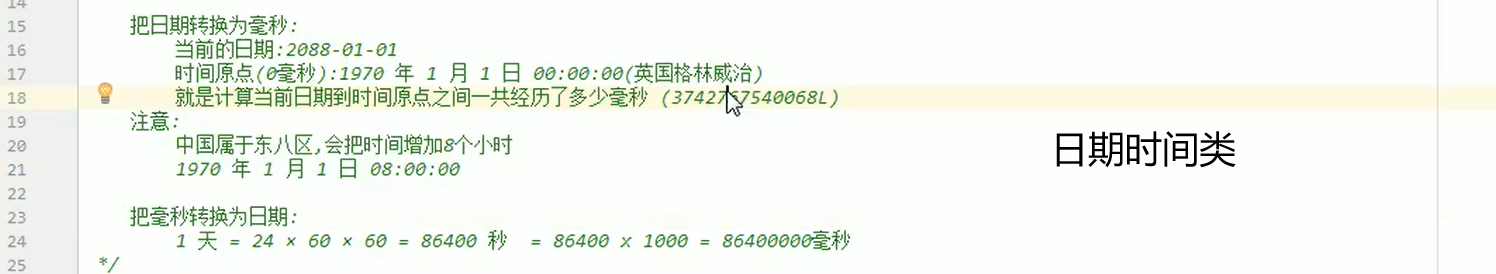 14
15 把日期转换为毫秒:
16 当前的日期:2088-01-01
17 时间原点(0毫秒):1970 年 1 月 1 日 00:00:00(英国格林威治)
18 就是计算当前日期到时间原点之间一共经历了多少毫秒 (3742767540068L)
19 注意:
20 中国属于东八区,会把时间增加8个小时
21 1970 年 1 月 1 日 08:00:00
日期时间类
22
23 把毫秒转换为日期:
24 1 天 = 24 × 60 × 60 = 86400 秒 = 86400 x 1000 = 86400000毫秒
25 */